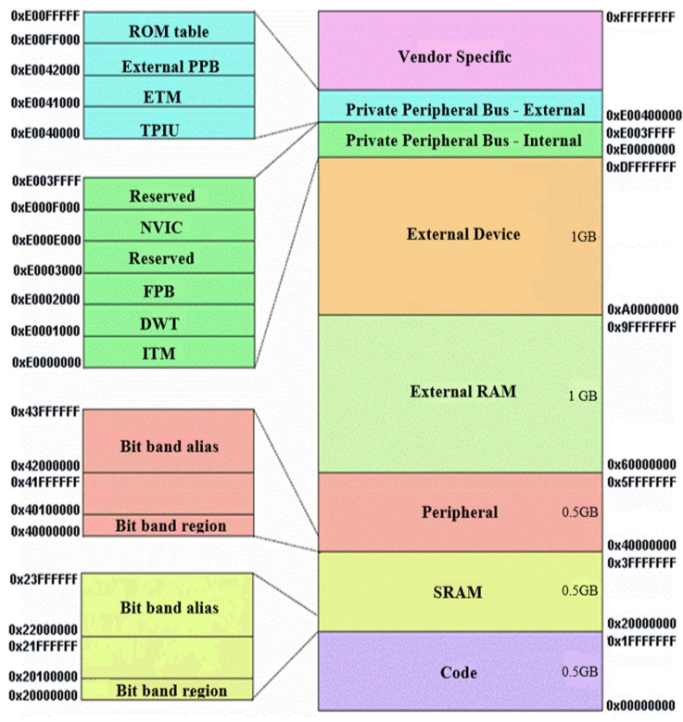 0xE00FFFFF
ROM table
0xE00FF000
External PPB
0xE0042000
ETM
0xE0041000
TPIU
0xE0040000
0xE003FFFF
Reserved
0xE000F000
NVIC
0xE000E000
Reserved
0xE0003000
FPB
0xE0002000
DWT
0xE0001000
ITM
0xE0000000
0x43FFFFFF
Bit band alias
0x42000000
0x41FFFFFF
0x40100000
Bit band region
0x40000000
0x23FFFFFF
Bit band alias
0x22000000
0x21FFFFFF
0x20100000
Bit band region
0x20000000
0xFFFFFFFF
Vendor Specific
Private Peripheral Bus - External
0xE00400000
0xE003FFFF
Private Peripheral Bus - Internal
0xE0000000
0xDFFFFFFF
External Device 1GB
0xA0000000
0x9FFFFFFF
External RAM 1 GB
0x60000000
0x5FFFFFFF
Peripheral 0.5GB
0x40000000
0x3FFFFFFF
SRAM 0.5GB
0x20000000
0x1FFFFFFF
Code 0.5GB
0x00000000